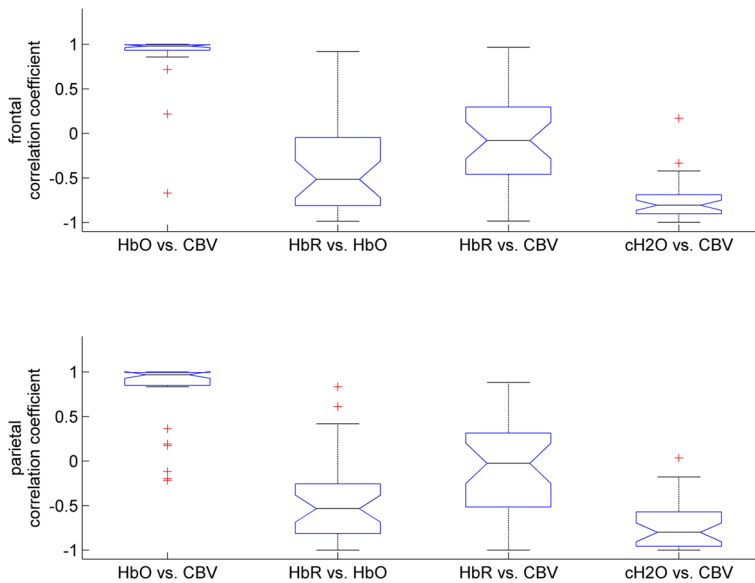 frontal
correlation coefficient
1
0.5
0
-0.5
-1
HbO vs. CBV HbR vs. HbO HbR vs. CBV cH2O vs. CBV
parietal
correlation coefficient
1
0.5
0
-0.5
-1
HbO vs. CBV HbR vs. HbO HbR vs. CBV cH2O vs. CBV